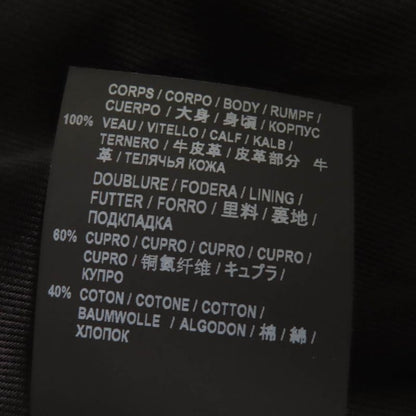 CORPS / CORPO / BODY / RUMPF /
CUERPO / 大身 / 身頃 / КОРПУС
100% VEAU / VITELLO / CALF / KALB /
TERNERO / 牛皮革 / 皮革部分 牛
革 / ТЕЛЯЧЬЯ КОЖА
DOUBLURE / FODERA / LINING /
FUTTER / FORRO / 里料 / 裏地 /
ПОДКЛАДКА
60% CUPRO / CUPRO / CUPRO / CUPRO /
CUPRO / 铜氨纤维 / キュプラ /
КУПРО
40% COTON / COTONE / COTTON /
BAUMWOLLE / ALGODON / 棉 / 綿 /
ХЛОПОК